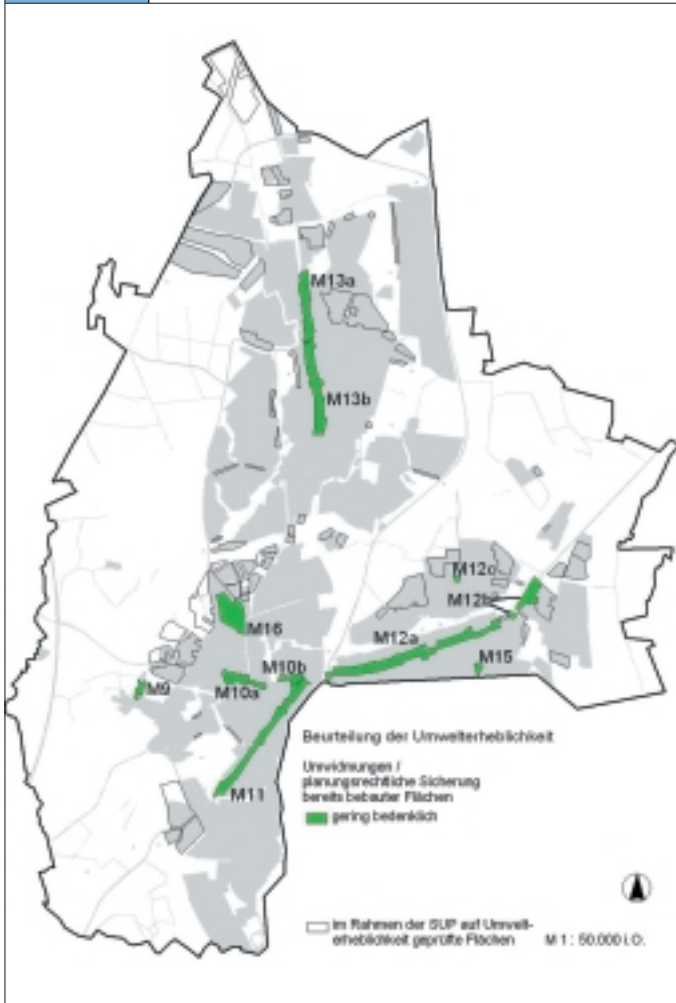 M13a
M13b
M12c
M12b
M12a
M16
M15
M10b
M9
M10a
M11
Beurteilung der Umwelterheblichkeit
Umwidmungen /
planungsrechtliche Sicherung
bereits bebauter Flächen
gering bedenklich
im Rahmen der SUP auf Umwelt-
erheblichkeit geprüfte Flächen
M 1 : 50.000 i.O.